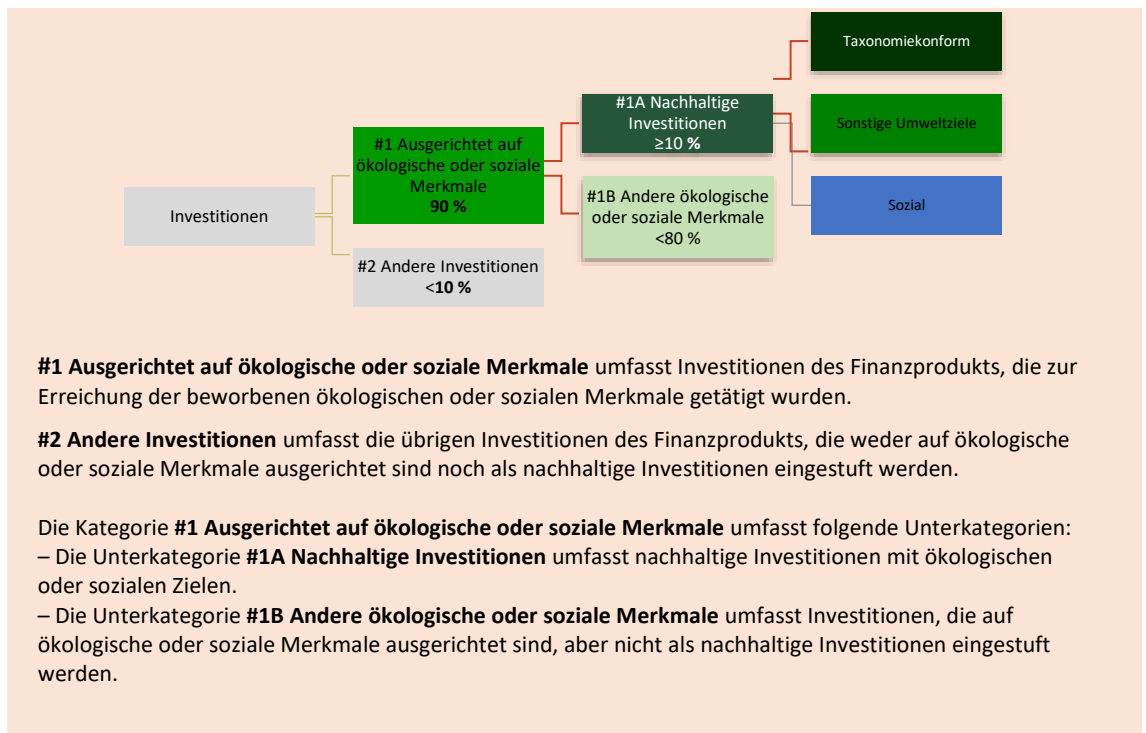 Taxonomiekonform
#1A Nachhaltige
Investitionen
≥10 %
Sonstige Umweltziele
#1 Ausgerichtet auf
ökologische oder soziale
Merkmale
90 %
#1B Andere ökologische
oder soziale Merkmale
<80 %
Sozial
Investitionen
#2 Andere Investitionen
<10 %
#1 Ausgerichtet auf ökologische oder soziale Merkmale umfasst Investitionen des Finanzprodukts, die zur
Erreichung der beworbenen ökologischen oder sozialen Merkmale getätigt wurden.
#2 Andere Investitionen umfasst die übrigen Investitionen des Finanzprodukts, die weder auf ökologische
oder soziale Merkmale ausgerichtet sind noch als nachhaltige Investitionen eingestuft werden.
Die Kategorie #1 Ausgerichtet auf ökologische oder soziale Merkmale umfasst folgende Unterkategorien:
– Die Unterkategorie #1A Nachhaltige Investitionen umfasst nachhaltige Investitionen mit ökologischen
oder sozialen Zielen.
– Die Unterkategorie #1B Andere ökologische oder soziale Merkmale umfasst Investitionen, die auf
ökologische oder soziale Merkmale ausgerichtet sind, aber nicht als nachhaltige Investitionen eingestuft
werden.